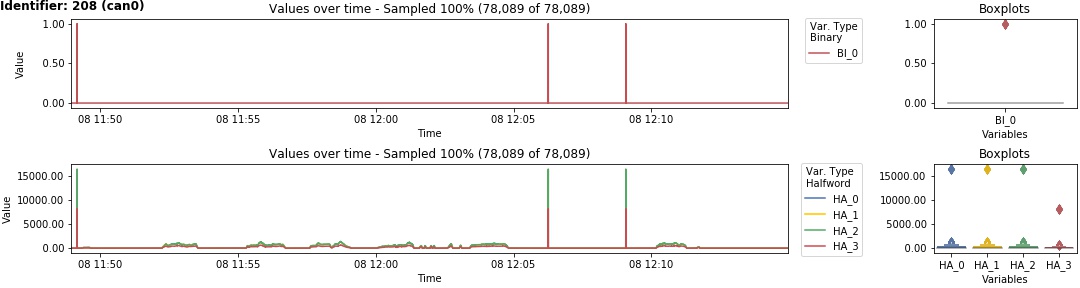 Identifier: 208 (can0)
Values over time - Sampled 100% (78,089 of 78,089)
Boxplots
1.00
0.50
0.00
Value
08 11:50
08 11:55
08 12:00
08 12:05
08 12:10
Time
Var. Type
Binary
BI_0
1.00
0.50
0.00
BI_0
Variables
Values over time - Sampled 100% (78,089 of 78,089)
Boxplots
15000.00
10000.00
5000.00
0.00
Value
08 11:50
08 11:55
08 12:00
08 12:05
08 12:10
Time
Var. Type
Halfword
HA_0
HA_1
HA_2
HA_3
15000.00
10000.00
5000.00
0.00
HA_0
HA_1
HA_2
HA_3
Variables